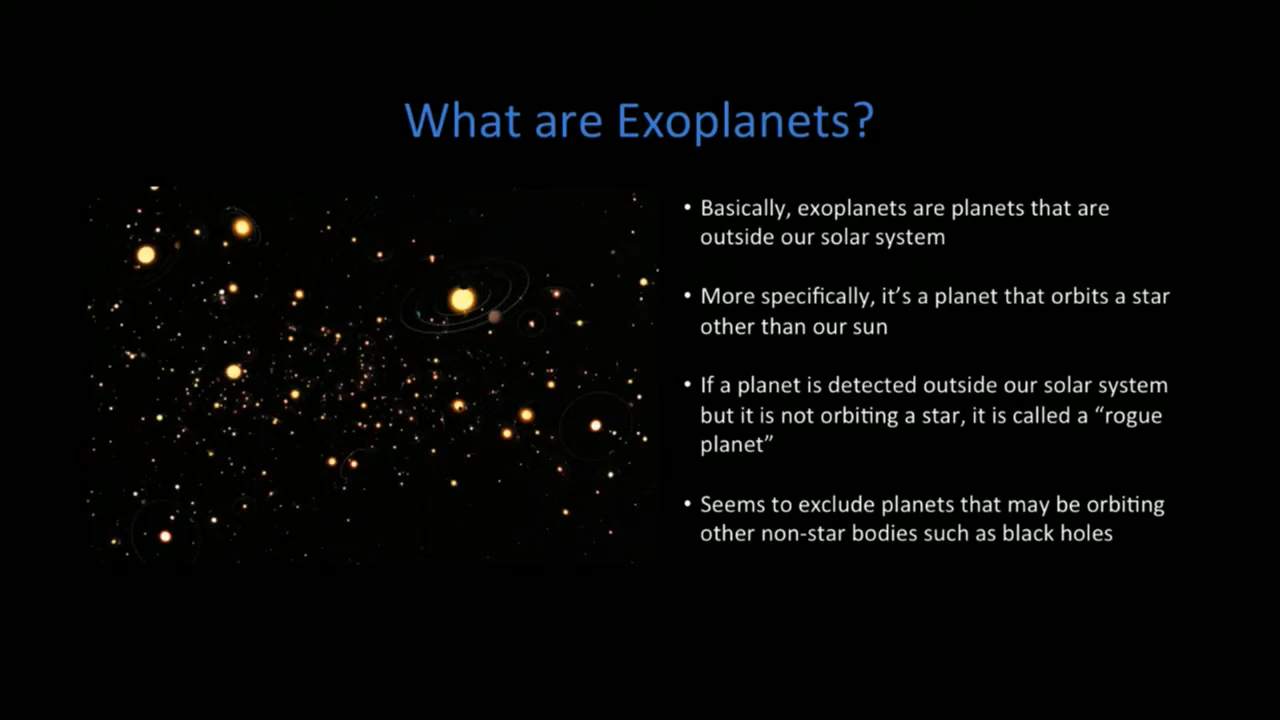 What are Exoplanets?
• Basically, exoplanets are planets that are
outside our solar system
• More specifically, it’s a planet that orbits a star
other than our sun
• If a planet is detected outside our solar system
but it is not orbiting a star, it is called a “rogue
planet”
• Seems to exclude planets that may be orbiting
other non-star bodies such as black holes